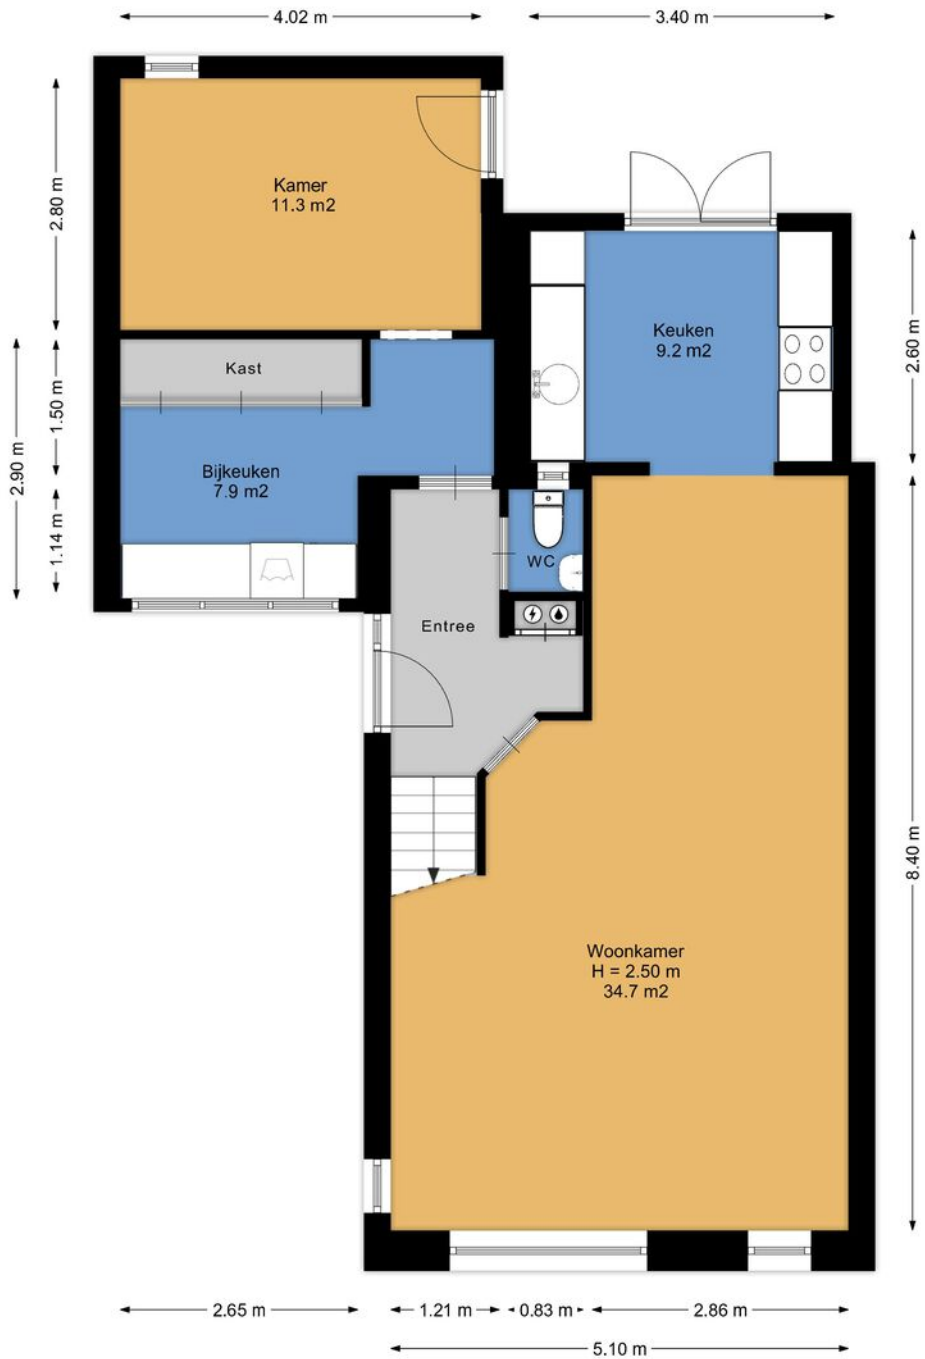 4.02 m
3.40 m
Kamer
11.3 m2
2.80 m
Keuken
9.2 m2
2.60 m
Kast
1.50 m
2.90 m
Bijkeuken
7.9 m2
1.14 m
WC
Entree
8.40 m
Woonkamer
H = 2.50 m
34.7 m2
2.65 m
1.21 m
0.83 m
2.86 m
5.10 m